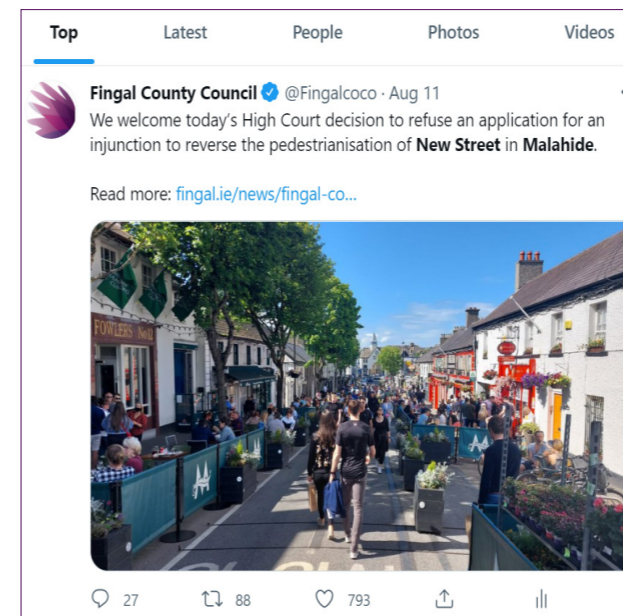 Top Latest People Photos Videos
Fingal County Council @Fingalcoco · Aug 11
We welcome today's High Court decision to refuse an application for an
injunction to reverse the pedestrianisation of New Street in Malahide.
Read more: fingal.ie/news/fingal-co...
FOWLER'S No12
27 88 793